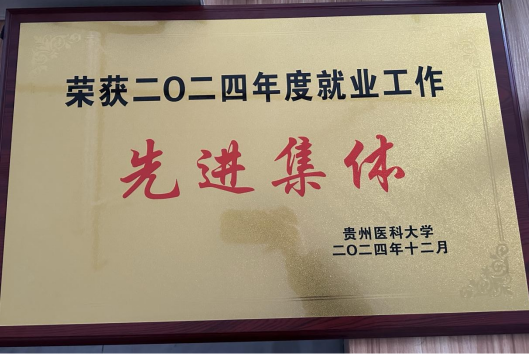 荣获二〇二四年度就业工作
先进集体
贵州医科大学
二〇二四年十二月